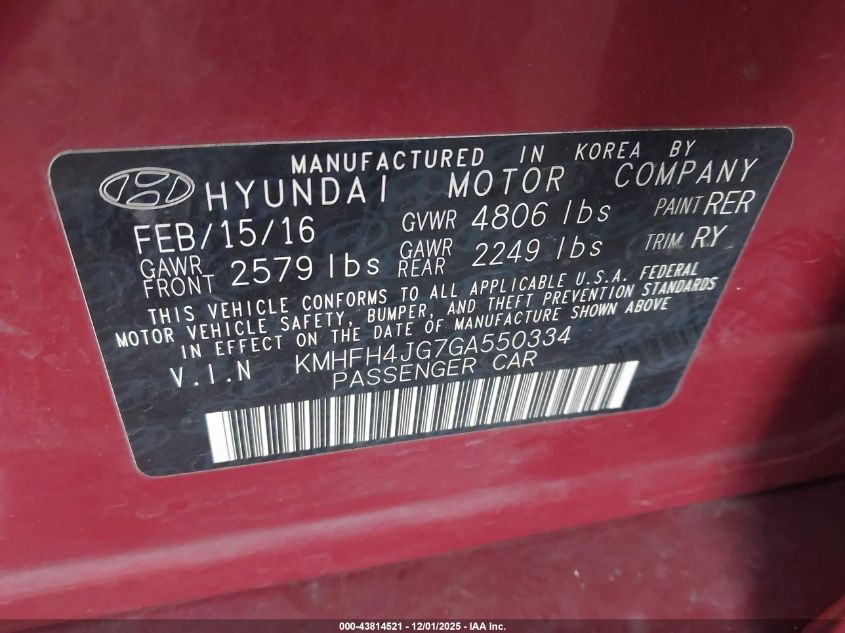 MANUFACTURED IN KOREA BY
HYUNDAI MOTOR COMPANY
FEB/15/16 GVWR 4806 lbs PAINT RER
GAWR FRONT 2579 lbs GAWR REAR 2249 lbs TRIM RY
THIS VEHICLE CONFORMS TO ALL APPLICABLE U.S.A. FEDERAL
MOTOR VEHICLE SAFETY, BUMPER, AND THEFT PREVENTION STANDARDS
IN EFFECT ON THE DATE OF MANUFACTURE SHOWN ABOVE
V.I.N KMHFH4JG7GA550334
PASSENGER CAR
000-43814521 - 12/01/2025 - IAA Inc.